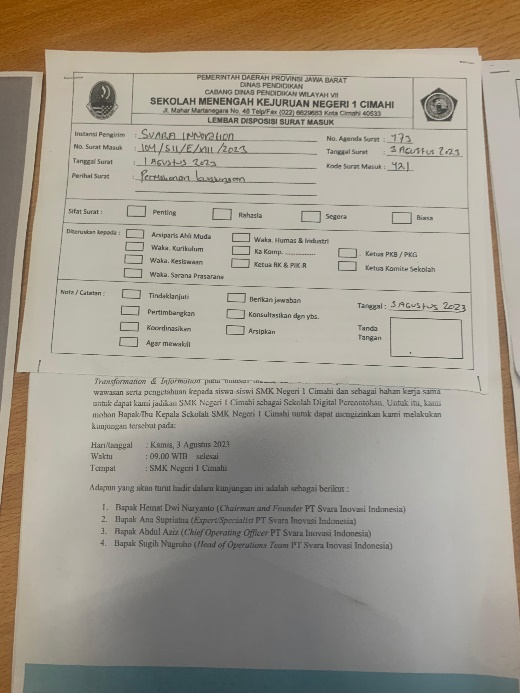 PEMERINTAH DAERAH PROVINSI JAWA BARAT
DINAS PENDIDIKAN
CABANG DINAS PENDIDIKAN WILAYAH VII
SEKOLAH MENENGAH KEJURUAN NEGERI 1 CIMAHI
Jl. Mahar Martanegara No. 48 Telp/Fax (022) 6629683 Kota Cimahi 40533
LEMBAR DISPOSISI SURAT MASUK
Instansi Pengirim : SVARA INNOVATION No. Agenda Surat : 773
No. Surat Masuk : 10M/SII/E/VIII/2023 Tanggal Surat : 3 AGUSTUS 2023
Tanggal Surat : 1 AGUSTUS 2023 Kode Surat Masuk : 421
Perihal Surat : Permohonan kunjungan
Sifat Surat : Penting Rahasia Segera Biasa
Diteruskan kepada : Arsiparis Ahli Muda Waka. Humas & Industri
Waka. Kurikulum Ka Komp. ............... Ketua PKB / PKG
Waka. Kesiswaan Ketua BK & PIK-R Ketua Komite Sekolah
Waka. Sarana Prasarana
Nota / Catatan : Tindaklanjuti Berikan jawaban Tanggal : 3 AGUSTUS 2023
Pertimbangkan Konsultasikan dgn ybs. Tanda
Koordinasikan Arsipkan Tangan
Agar mewakili
Transformation & Information
wawasan serta pengetahuan kepada siswa-siswi SMK Negeri 1 Cimahi dan sebagai bahan kerja sama
untuk dapat kami jadikan SMK Negeri 1 Cimahi sebagai Sekolah Digital Percontohan. Untuk itu, kami
mohon Bapak/Ibu Kepala Sekolah SMK Negeri 1 Cimahi untuk dapat mengizinkan kami melakukan
kunjungan tersebut pada:
Hari/tanggal : Kamis, 3 Agustus 2023
Waktu : 09.00 WIB – selesai
Tempat : SMK Negeri 1 Cimahi
Adapun yang akan turut hadir dalam kunjungan ini adalah sebagai berikut :
1. Bapak Hemat Dwi Nuryanto (Chairman and Founder PT Svara Inovasi Indonesia)
2. Bapak Ana Supriatna (Expert/Specialist PT Svara Inovasi Indonesia)
3. Bapak Abdul Aziz (Chief Operating Officer PT Svara Inovasi Indonesia)
4. Bapak Sugih Nugroho (Head of Operations Team PT Svara Inovasi Indonesia)